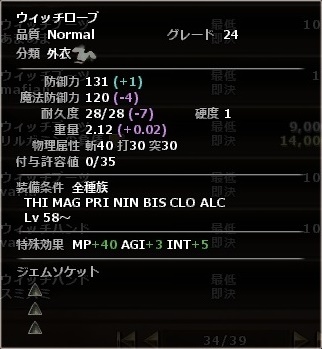 ウィッチローブ
品質 Normal グレード 24
分類 外衣
防御力 131 (+1)
魔法防御力 120 (-4)
耐久度 28/28 (-7) 硬度 1
重量 2.12 (+0.02)
物理属性 斬40 打30 突30
付与許容値 0/35
装備条件 全種族
THI MAG PRI NIN BIS CLO ALC
Lv 58～
特殊効果 MP+40 AGI+3 INT+5
ジェムソケット
34/39